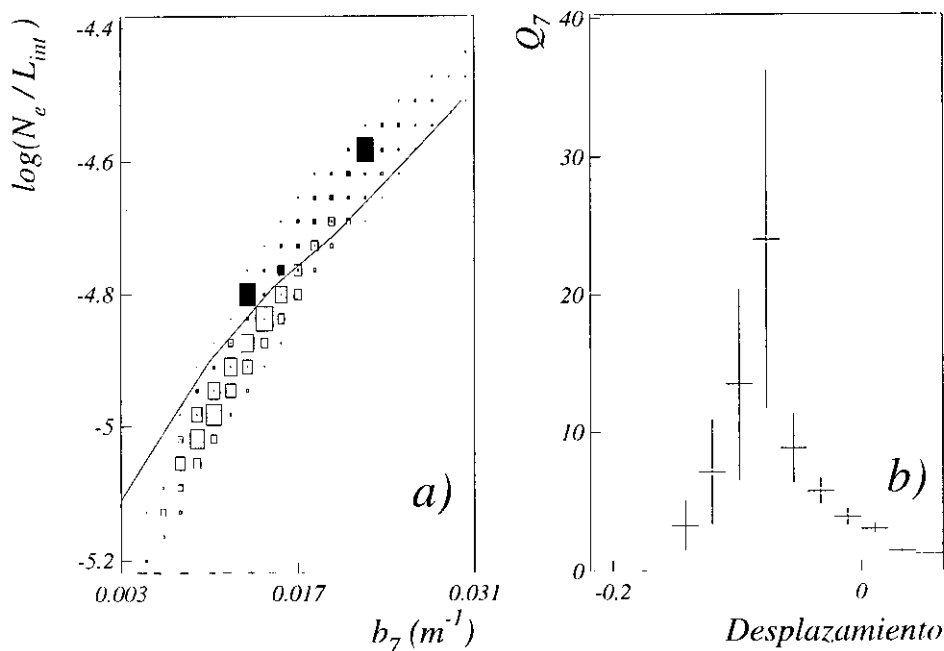 log(N_e / L_int)
-4.4
-4.6
-4.8
-5
-5.2
0.003
0.017
0.031
b_7 (m^-1)
a)
Q_7
40
30
20
10
0
-0.2
0
Desplazamiento
b)